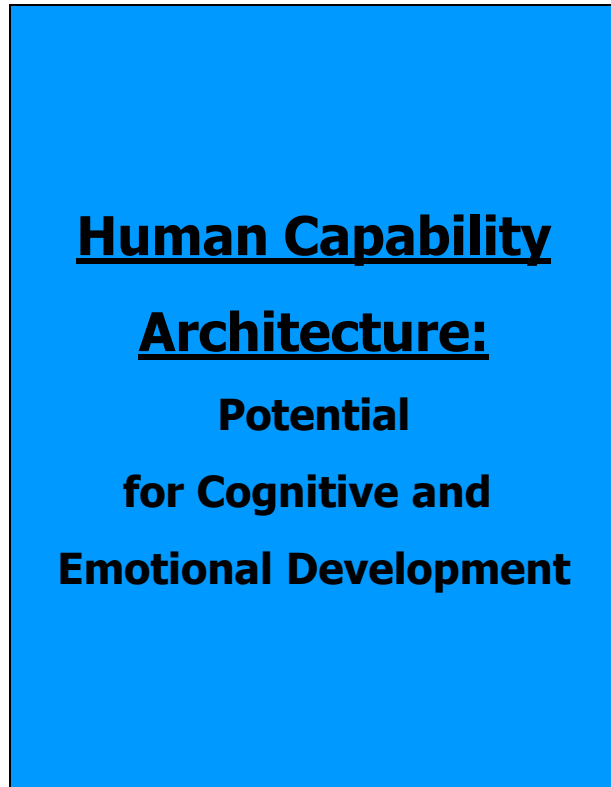 Human Capability
Architecture:
Potential
for Cognitive and
Emotional Development